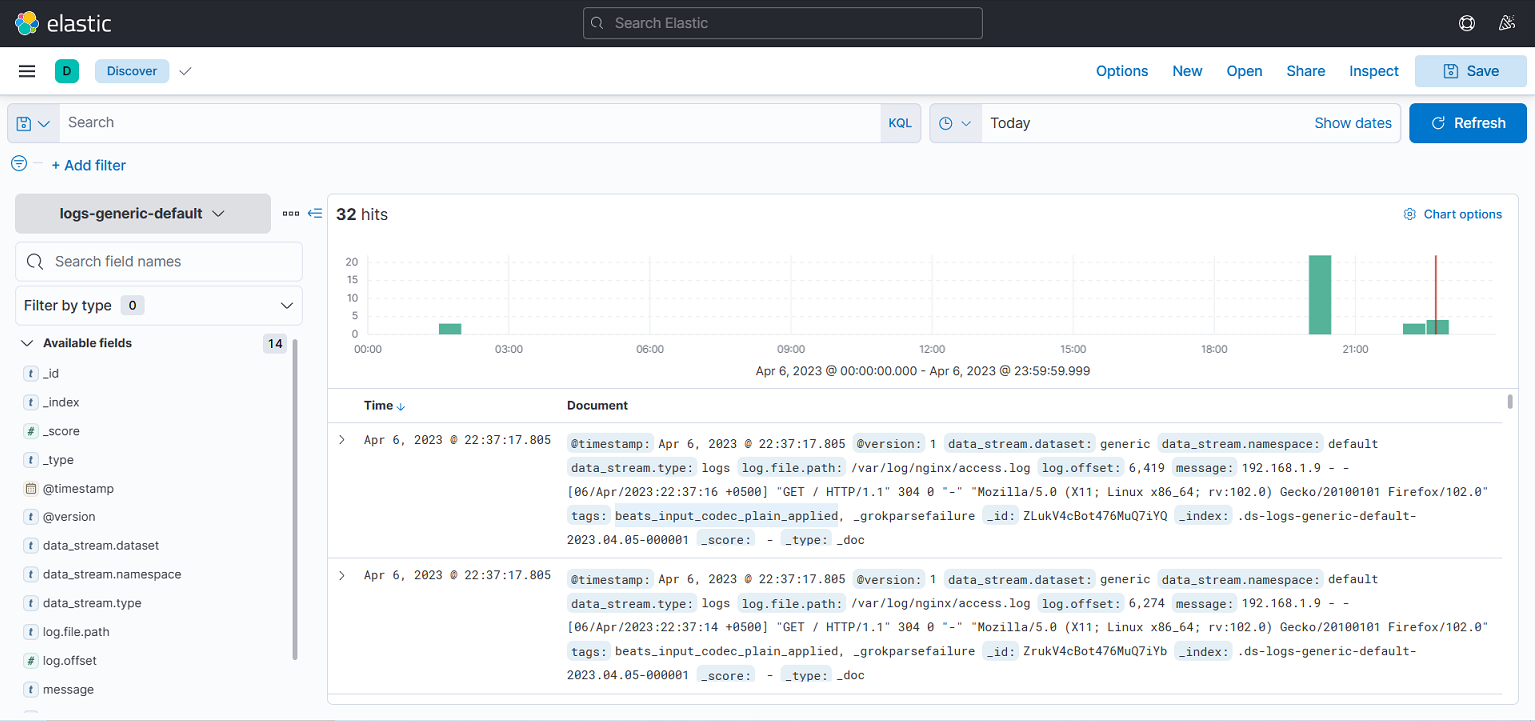 elastic
Search Elastic
D
Discover
Options
New
Open
Share
Inspect
Save
Search
KQL
Today
Show dates
Refresh
+ Add filter
logs-generic-default
Search field names
Filter by type 0
Available fields
14
t _id
t _index
# _score
t _type
@timestamp
t @version
t data_stream.dataset
t data_stream.namespace
t data_stream.type
t log.file.path
# log.offset
t message
32 hits
Chart options
20
15
10
5
0
00:00
03:00
06:00
09:00
12:00
15:00
18:00
21:00
Apr 6, 2023 @ 00:00:00.000 - Apr 6, 2023 @ 23:59:59.999
Time
Document
Apr 6, 2023 @ 22:37:17.805
@timestamp: Apr 6, 2023 @ 22:37:17.805 @version: 1 data_stream.dataset: generic data_stream.namespace: default
data_stream.type: logs log.file.path: /var/log/nginx/access.log log.offset: 6,419 message: 192.168.1.9 - -
[06/Apr/2023:22:37:16 +0500] "GET / HTTP/1.1" 304 0 "-" "Mozilla/5.0 (X11; Linux x86_64; rv:102.0) Gecko/20100101 Firefox/102.0"
tags: beats_input_codec_plain_applied, _grokparsefailure _id: ZLukV4cBot476MuQ7iYQ _index: .ds-logs-generic-default-
2023.04.05-000001 _score: - _type: _doc
Apr 6, 2023 @ 22:37:17.805
@timestamp: Apr 6, 2023 @ 22:37:17.805 @version: 1 data_stream.dataset: generic data_stream.namespace: default
data_stream.type: logs log.file.path: /var/log/nginx/access.log log.offset: 6,274 message: 192.168.1.9 - -
[06/Apr/2023:22:37:14 +0500] "GET / HTTP/1.1" 304 0 "-" "Mozilla/5.0 (X11; Linux x86_64; rv:102.0) Gecko/20100101 Firefox/102.0"
tags: beats_input_codec_plain_applied, _grokparsefailure _id: ZrukV4cBot476MuQ7iYb _index: .ds-logs-generic-default-
2023.04.05-000001 _score: - _type: _doc